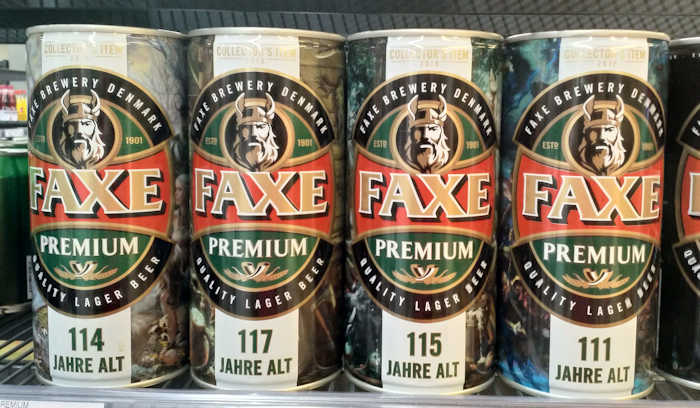 COLLECTOR'S ITEM
FAXE BREWERY DENMARK
ESTD 1901
FAXE
PREMIUM
QUALITY LAGER BEER
114
JAHRE ALT
COLLECTOR'S ITEM
FAXE BREWERY DENMARK
ESTD 1901
FAXE
PREMIUM
QUALITY LAGER BEER
117
JAHRE ALT
COLLECTOR'S ITEM
FAXE BREWERY DENMARK
ESTD 1901
FAXE
PREMIUM
QUALITY LAGER BEER
115
JAHRE ALT
COLLECTOR'S ITEM
FAXE BREWERY DENMARK
ESTD 1901
FAXE
PREMIUM
QUALITY LAGER BEER
111
JAHRE ALT